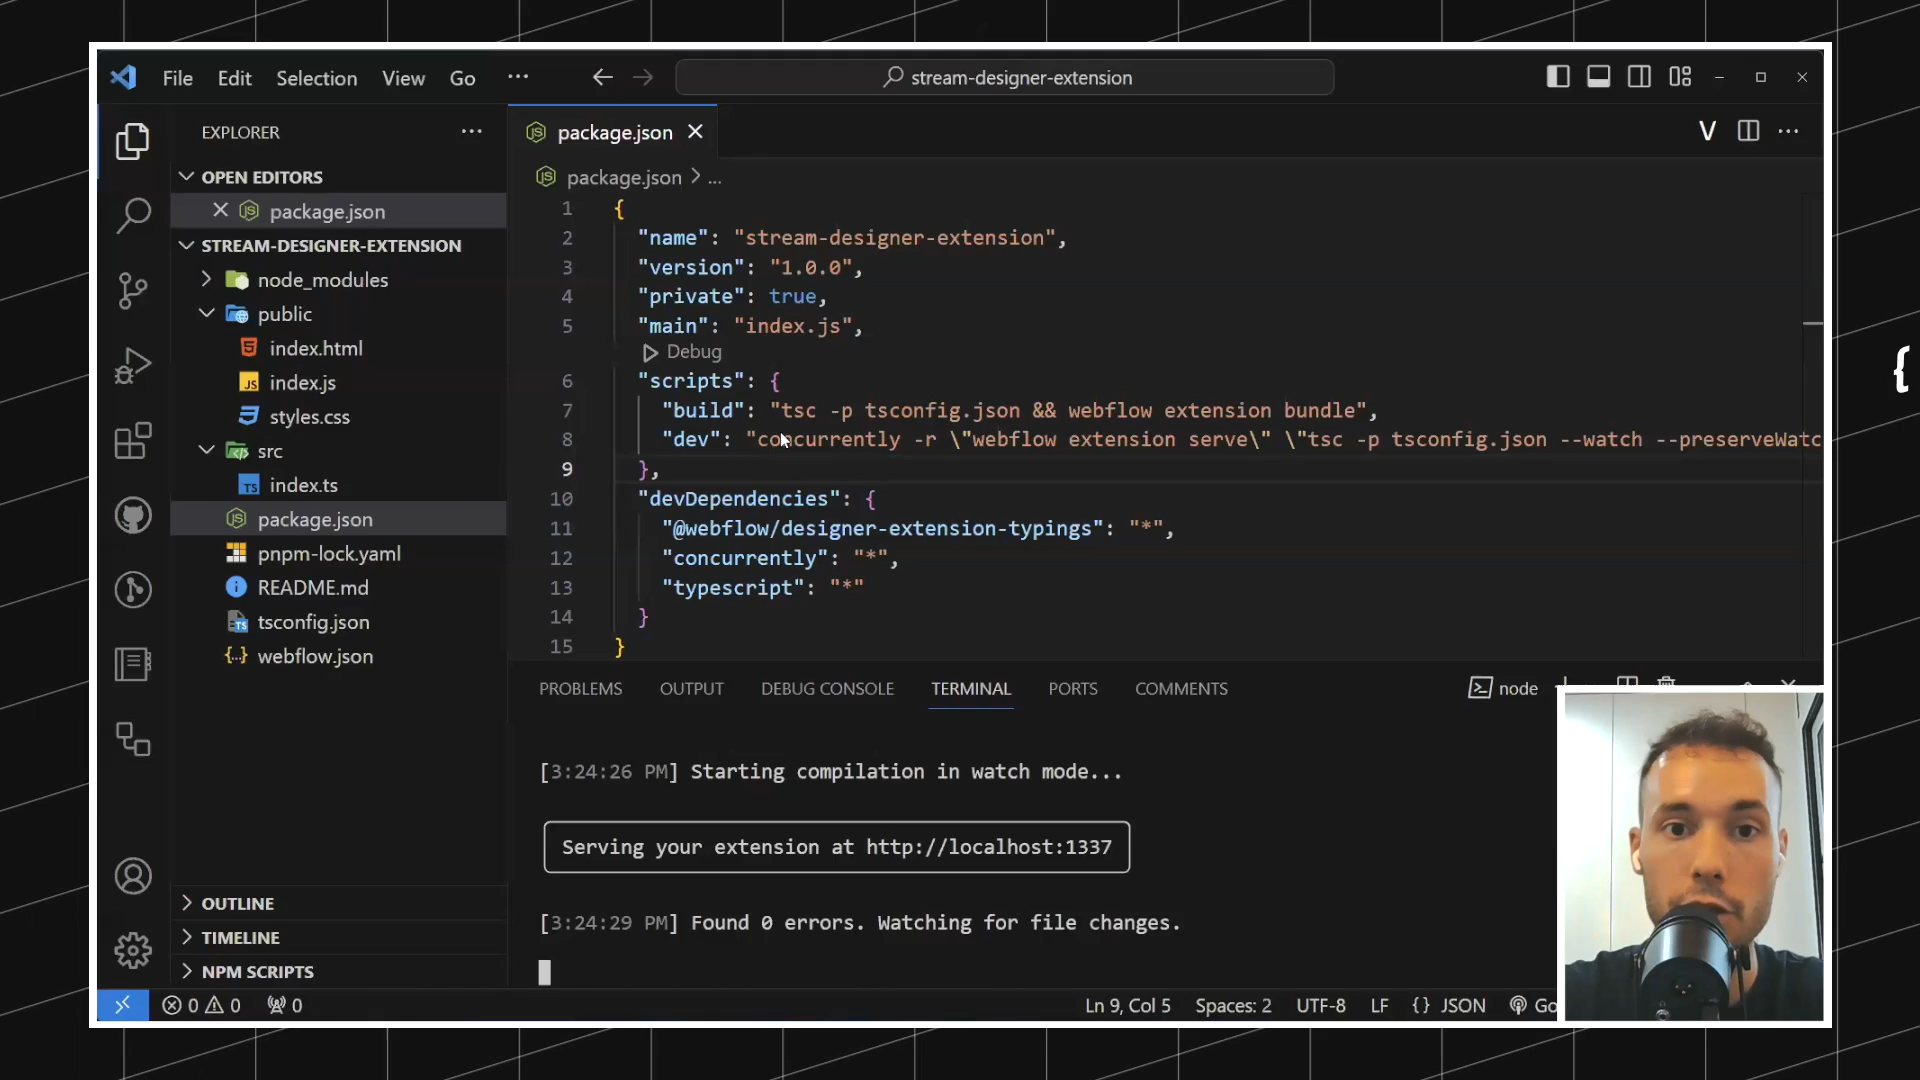 File Edit Selection View Go ...
stream-designer-extension
EXPLORER
OPEN EDITORS
package.json
STREAM-DESIGNER-EXTENSION
node_modules
public
index.html
index.js
styles.css
src
index.ts
package.json
pnpm-lock.yaml
README.md
tsconfig.json
webflow.json
OUTLINE
TIMELINE
NPM SCRIPTS
package.json
V
package.json > ...
1 {
2 "name": "stream-designer-extension",
3 "version": "1.0.0",
4 "private": true,
5 "main": "index.js",
Debug
6 "scripts": {
7 "build": "tsc -p tsconfig.json && webflow extension bundle",
8 "dev": "concurrently -r \"webflow extension serve\" \"tsc -p tsconfig.json --watch --preserveWatc
9 },
10 "devDependencies": {
11 "@webflow/designer-extension-typings": "*",
12 "concurrently": "*",
13 "typescript": "*"
14 }
15 }
{
PROBLEMS OUTPUT DEBUG CONSOLE TERMINAL PORTS COMMENTS
node
[3:24:26 PM] Starting compilation in watch mode...
Serving your extension at http://localhost:1337
[3:24:29 PM] Found 0 errors. Watching for file changes.
0 0 0
Ln 9, Col 5 Spaces: 2 UTF-8 LF {} JSON Go